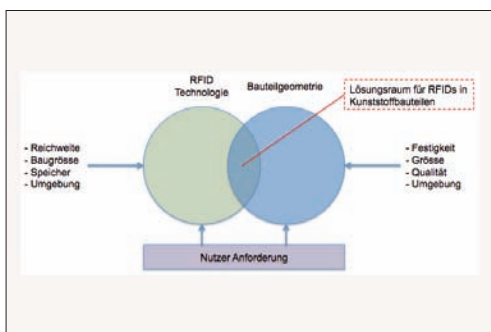 RFID
Technologie
Bauteilgeometrie
Lösungsraum für RFIDs in
Kunststoffbauteilen
- Reichweite
- Baugrösse
- Speicher
- Umgebung
- Festigkeit
- Grösse
- Qualität
- Umgebung
Nutzer Anforderung